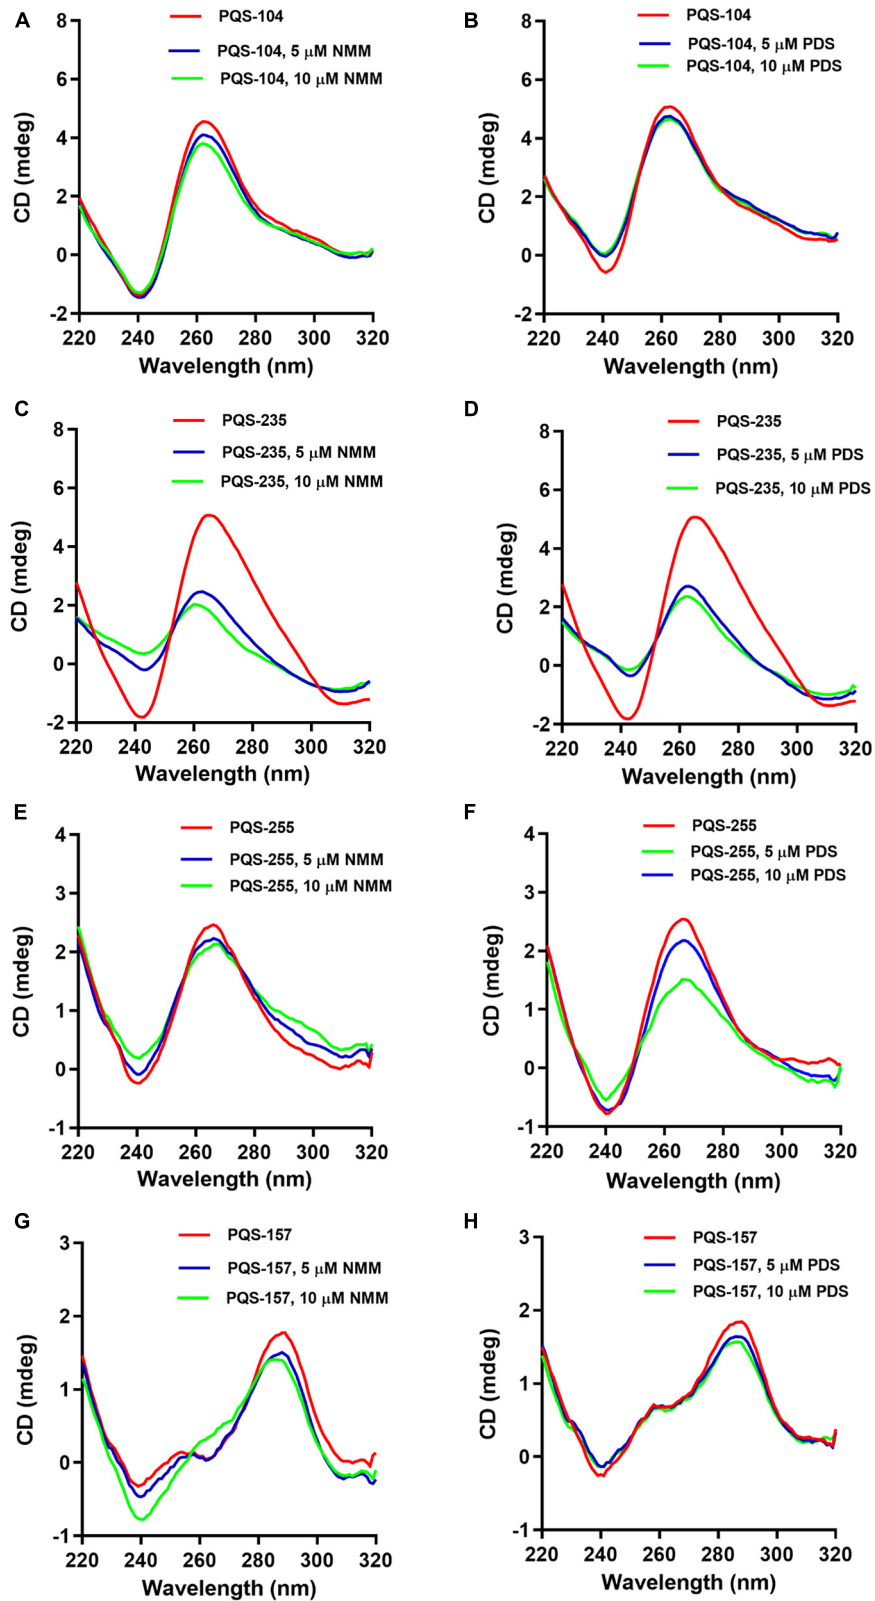 A
PQS-104
PQS-104, 5 μM NMM
PQS-104, 10 μM NMM
8
6
4
2
0
-2
CD (mdeg)
220 240 260 280 300 320
Wavelength (nm)
B
PQS-104
PQS-104, 5 μM PDS
PQS-104, 10 μM PDS
8
6
4
2
0
-2
CD (mdeg)
220 240 260 280 300 320
Wavelength (nm)
C
PQS-235
PQS-235, 5 μM NMM
PQS-235, 10 μM NMM
8
6
4
2
0
-2
CD (mdeg)
220 240 260 280 300 320
Wavelength (nm)
D
PQS-235
PQS-235, 5 μM PDS
PQS-235, 10 μM PDS
8
6
4
2
0
-2
CD (mdeg)
220 240 260 280 300 320
Wavelength (nm)
E
PQS-255
PQS-255, 5 μM NMM
PQS-255, 10 μM NMM
4
3
2
1
0
-1
CD (mdeg)
220 240 260 280 300 320
Wavelength (nm)
F
PQS-255
PQS-255, 5 μM PDS
PQS-255, 10 μM PDS
4
3
2
1
0
-1
CD (mdeg)
220 240 260 280 300 320
Wavelength (nm)
G
PQS-157
PQS-157, 5 μM NMM
PQS-157, 10 μM NMM
3
2
1
0
-1
CD (mdeg)
220 240 260 280 300 320
Wavelength (nm)
H
PQS-157
PQS-157, 5 μM PDS
PQS-157, 10 μM PDS
3
2
1
0
-1
CD (mdeg)
220 240 260 280 300 320
Wavelength (nm)